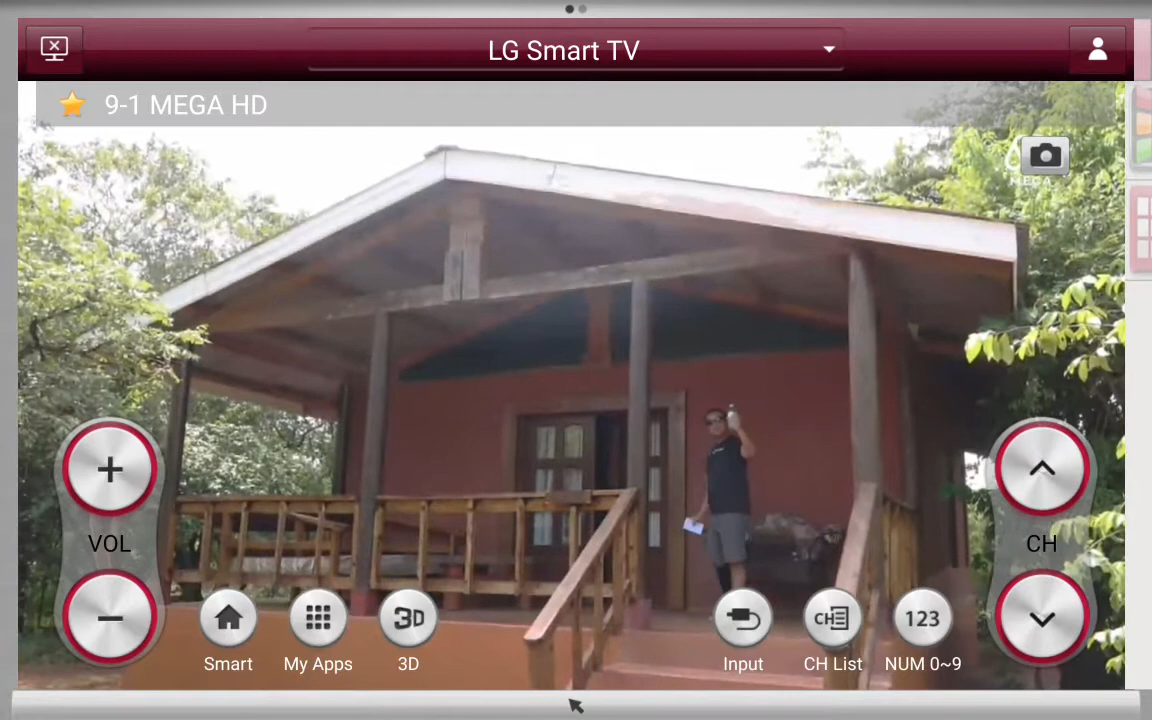 LG Smart TV
9-1 MEGA HD
MEGA
VOL
CH
CH
123
3D
Smart
My Apps
3D
Input
CH List
NUM 0~9